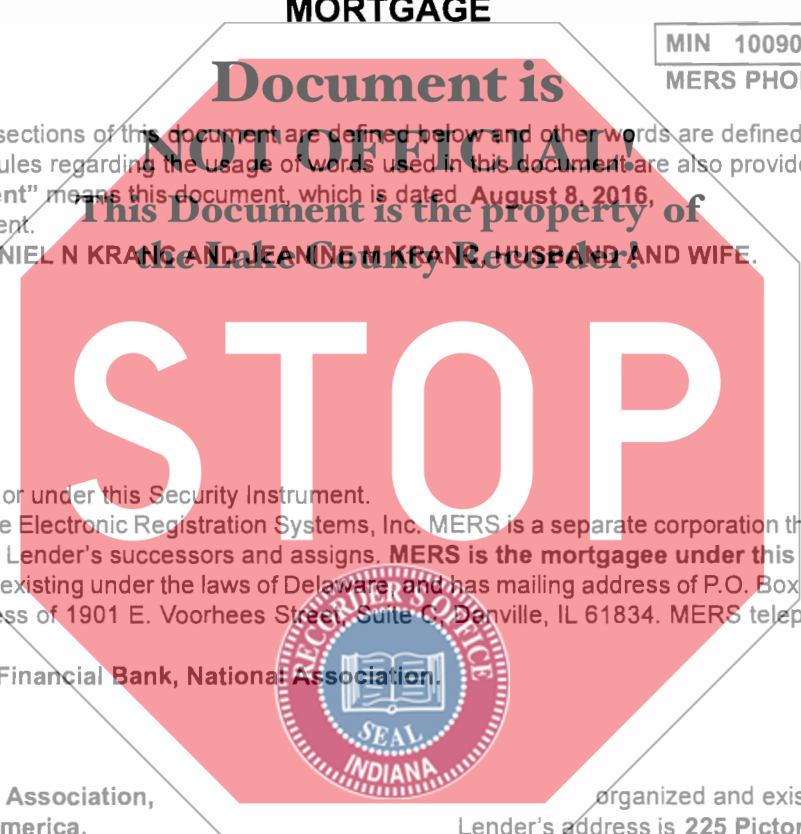 MORTGAGE
MIN 10090
MERS PHO
Document is
sections of this document are defined below and other words are defined
NOT OFFICIAL!
ules regarding the usage of words used in this document are also provide
ent” means this document, which is dated August 8, 2016,
This Document is the property of
ent.
the Lake County Recorder!
NIEL N KRANC AND JEANINE M KRANC, HUSBAND AND WIFE.
STOP
or under this Security Instrument.
e Electronic Registration Systems, Inc. MERS is a separate corporation th
Lender’s successors and assigns. MERS is the mortgagee under this
existing under the laws of Delaware, and has mailing address of P.O. Box
ess of 1901 E. Voorhees Street, Suite C, Danville, IL 61834. MERS telep
Financial Bank, National Association.
RECORDER'S OFFICE
SEAL
INDIANA
Association,
organized and exis
merica.
Lender’s address is 225 Pictor